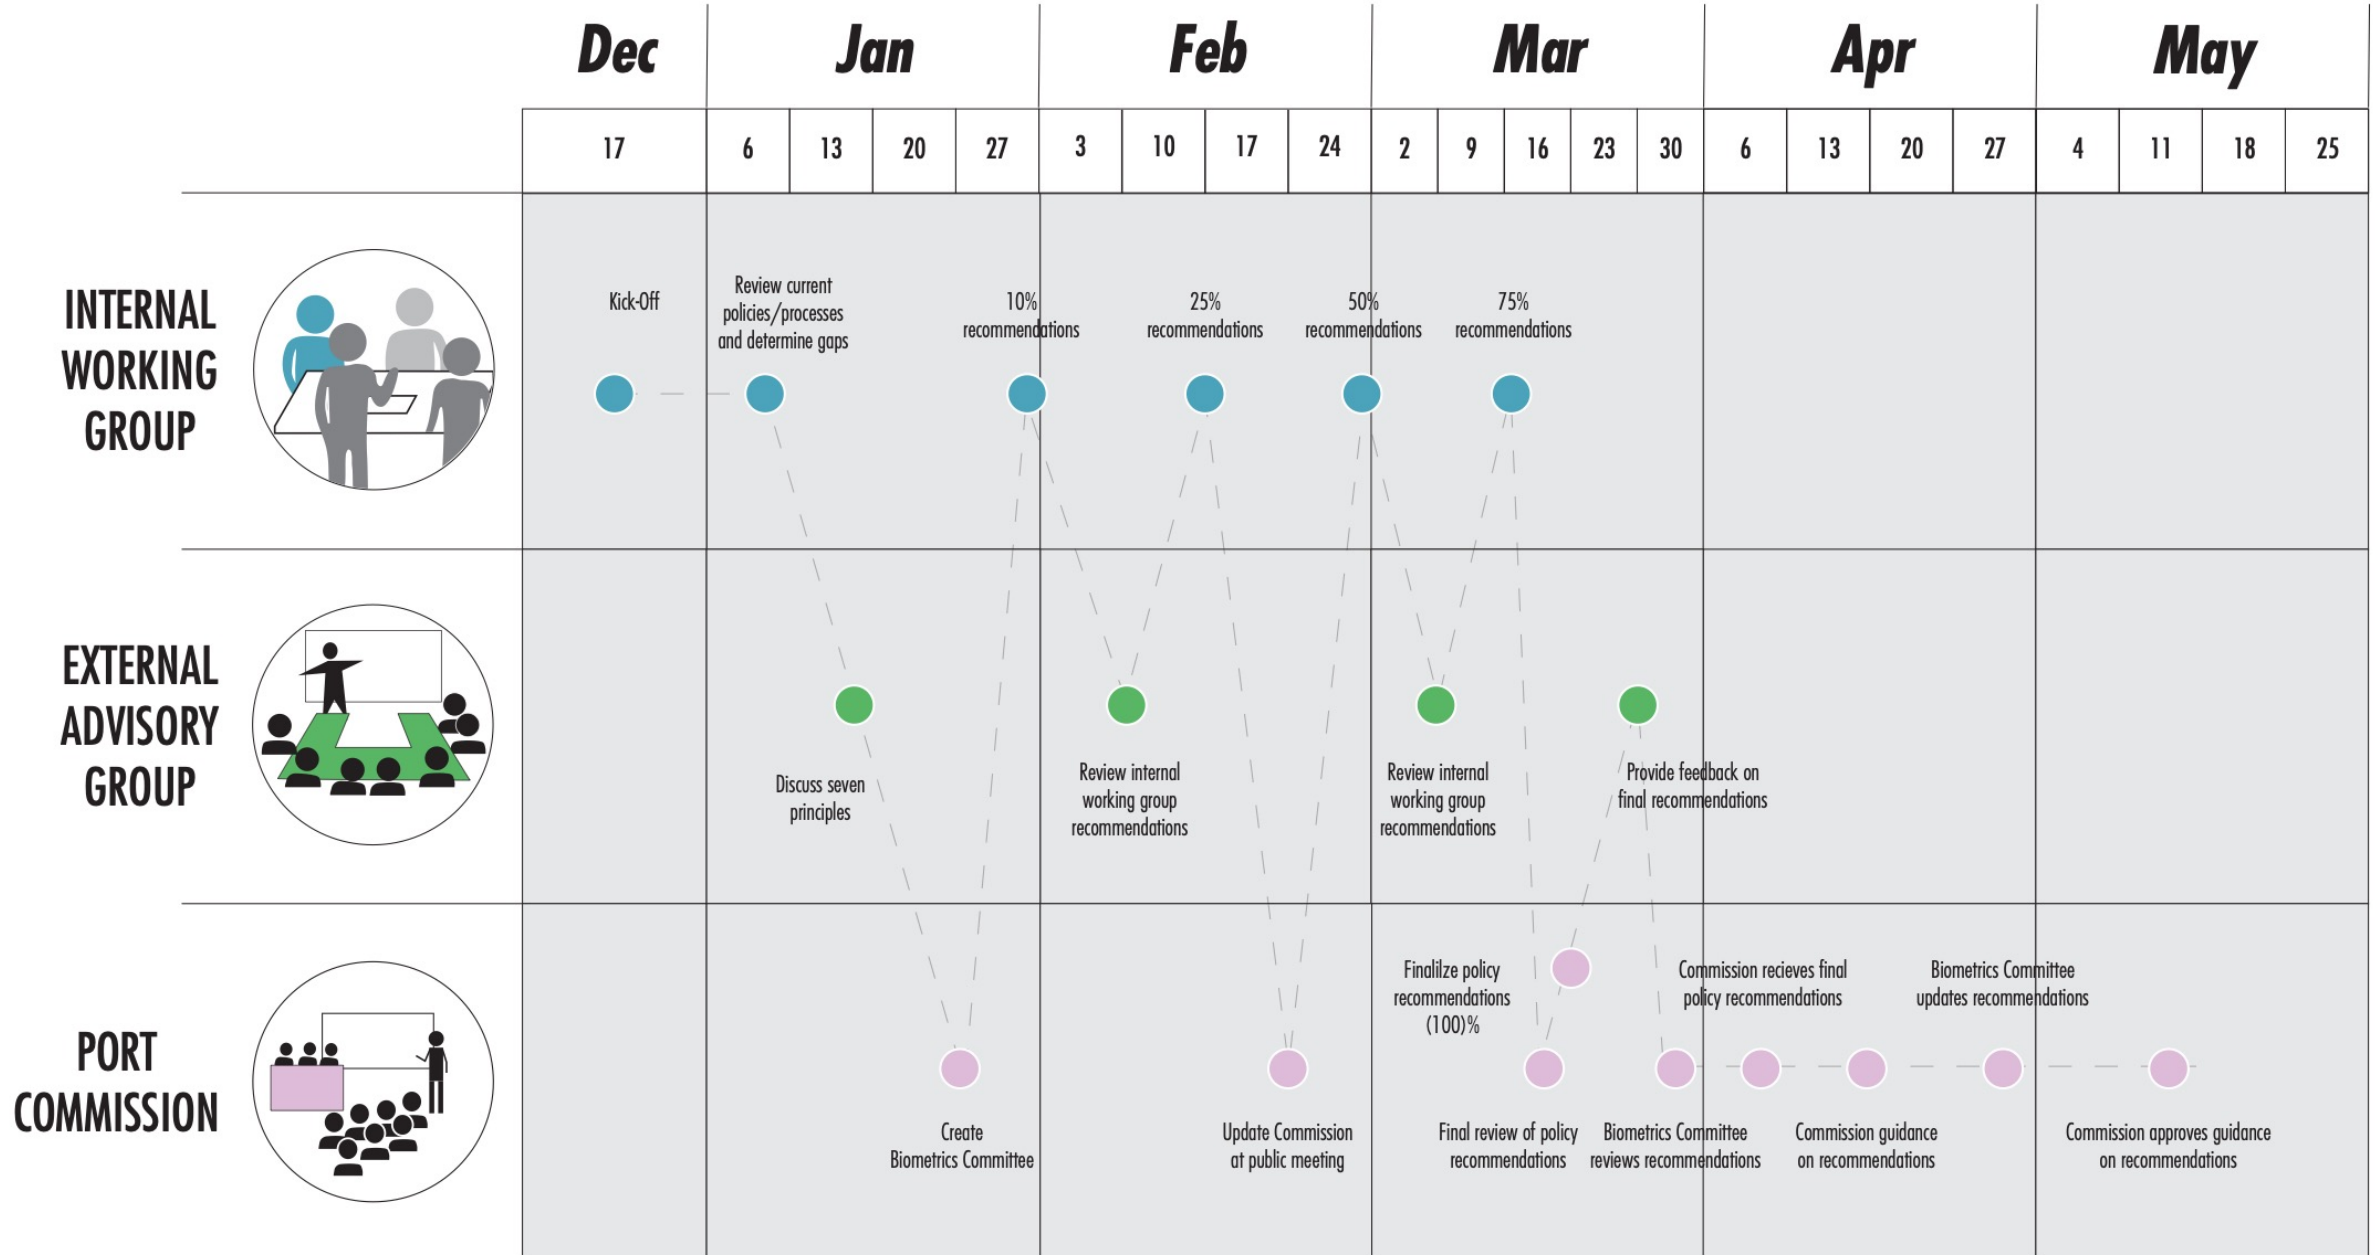 Dec Jan Feb Mar Apr May
17 6 13 20 27 3 10 17 24 2 9 16 23 30 6 13 20 27 4 11 18 25
INTERNAL
WORKING
GROUP
Kick-Off
Review current
policies/processes
and determine gaps
10%
recommendations
25%
recommendations
50%
recommendations
75%
recommendations
EXTERNAL
ADVISORY
GROUP
Discuss seven
principles
Review internal
working group
recommendations
Review internal
working group
recommendations
Provide feedback on
final recommendations
PORT
COMMISSION
Finalilze policy
recommendations
(100)%
Commission recieves final
policy recommendations
Biometrics Committee
updates recommendations
Create
Biometrics Committee
Update Commission
at public meeting
Final review of policy
recommendations
Biometrics Committee
reviews recommendations
Commission guidance
on recommendations
Commission approves guidance
on recommendations